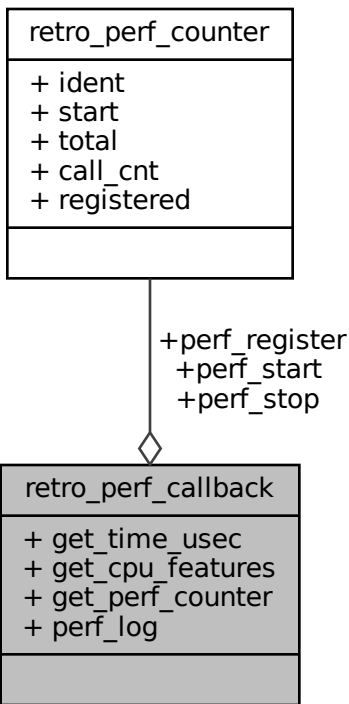 retro_perf_counter
+ ident
+ start
+ total
+ call_cnt
+ registered
+perf_register
+perf_start
+perf_stop
retro_perf_callback
+ get_time_usec
+ get_cpu_features
+ get_perf_counter
+ perf_log